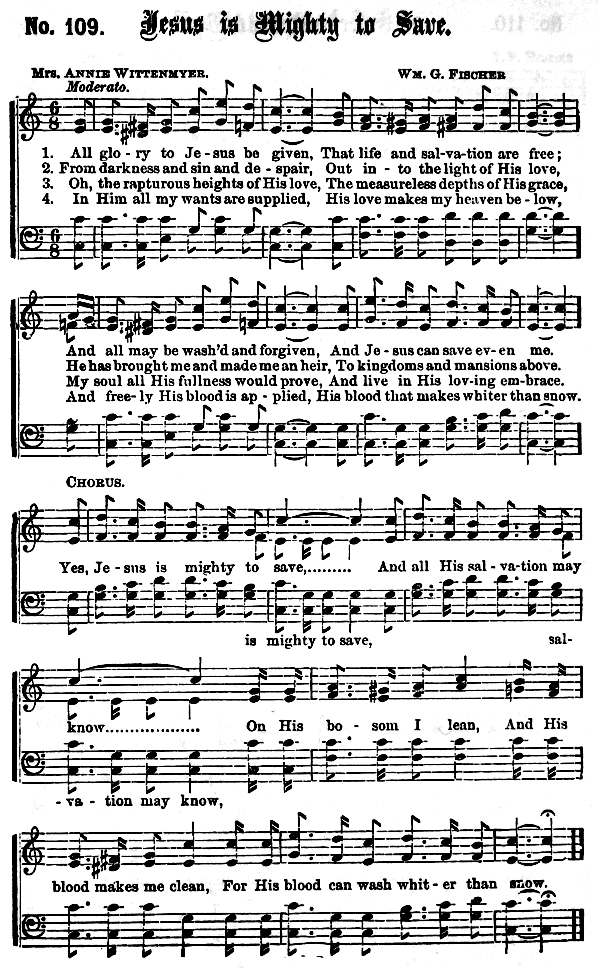 No. 109. Jesus is Mighty to Save.
Mrs. Annie Wittenmyer. Wm. G. Fischer
Moderato.
1. All glo - ry to Je - sus be given, That life and sal - va - tion are free;
2. From darkness and sin and de - spair, Out in - to the light of His love,
3. Oh, the rapturous heights of His love, The measureless depths of His grace,
4. In Him all my wants are supplied, His love makes my heaven be - low,
And all may be wash'd and forgiven, And Je - sus can save ev - en me.
He has brought me and made me an heir, To kingdoms and mansions above.
My soul all His fullness would prove, And live in His lov - ing em - brace.
And free - ly His blood is ap - plied, His blood that makes whiter than snow.
Chorus.
Yes, Je - sus is mighty to save,......... And all His sal - va - tion may
is mighty to save, sal-
know................... On His bo - som I lean, And His
- va - tion may know,
blood makes me clean, For His blood can wash whit - er than snow.